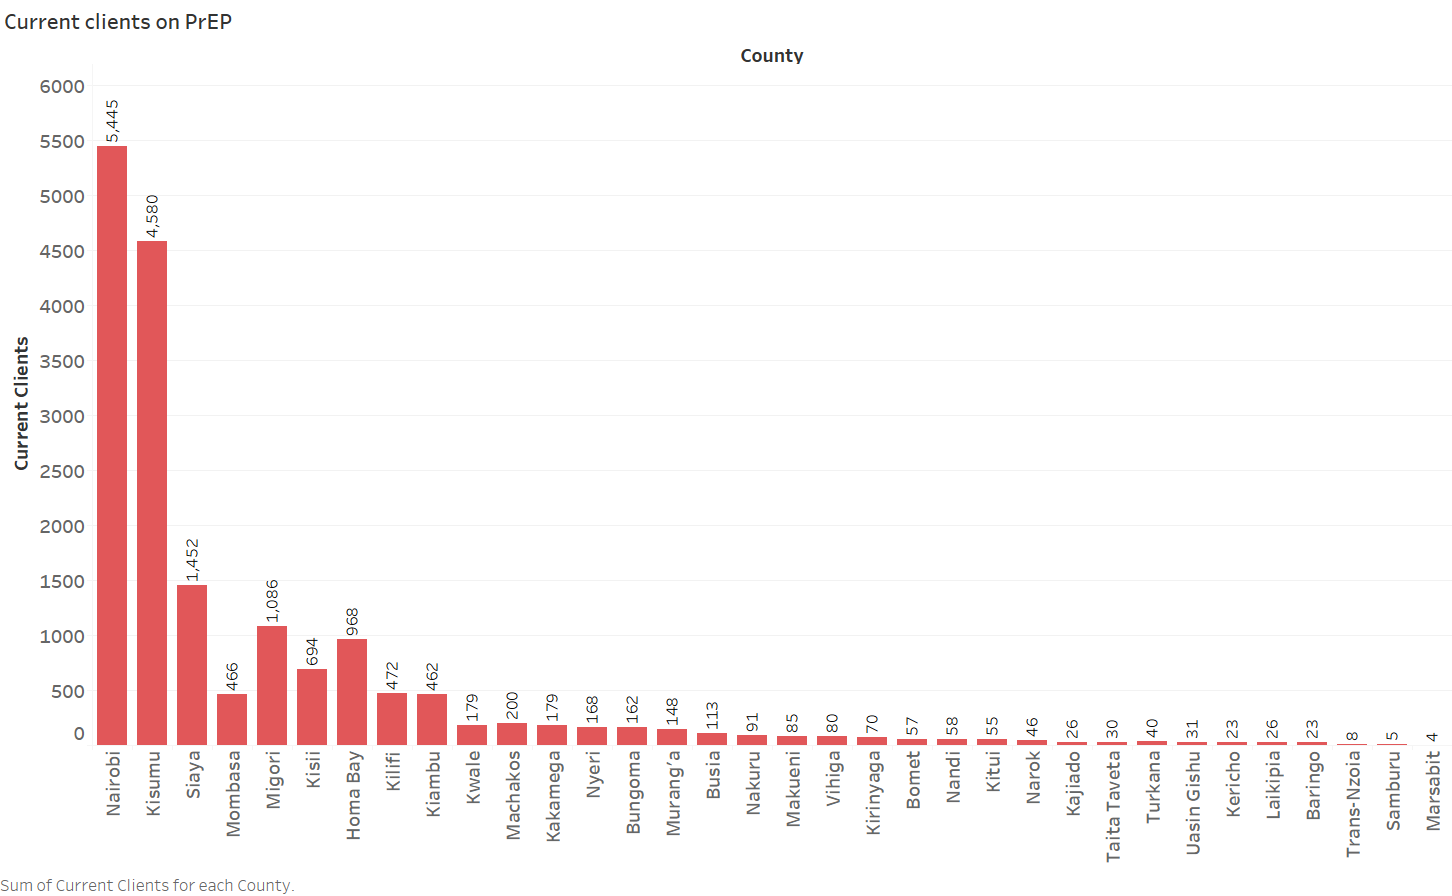 Current clients on PrEP
County
Current Clients
6000
5500
5000
4500
4000
3500
3000
2500
2000
1500
1000
500
0
5,445
4,580
1,452
466
1,086
694
968
472
462
179
200
179
168
162
148
113
91
85
80
70
57
58
55
46
26
30
40
31
23
26
23
8
5
4
Nairobi
Kisumu
Siaya
Mombasa
Migori
Kisii
Homa Bay
Kilifi
Kiambu
Kwale
Machakos
Kakamega
Nyeri
Bungoma
Murang’a
Busia
Nakuru
Makueni
Vihiga
Kirinyaga
Bomet
Nandi
Kitui
Narok
Kajiado
Taita Taveta
Turkana
Uasin Gishu
Kericho
Laikipia
Baringo
Trans-Nzoia
Samburu
Marsabit
Sum of Current Clients for each County.